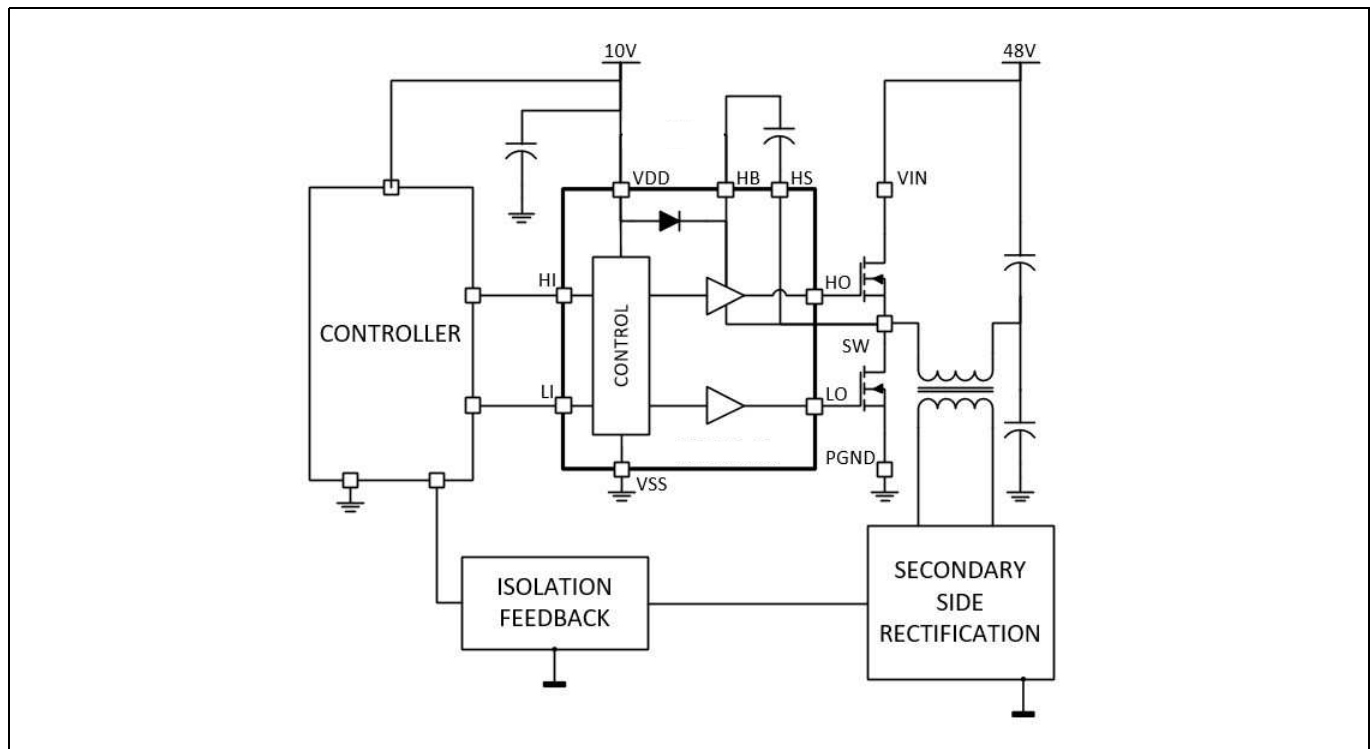 10V
48V
VDD
HB
HS
VIN
HI
HO
CONTROLLER
CONTROL
SW
LI
LO
PGND
VSS
ISOLATION
FEEDBACK
SECONDARY
SIDE
RECTIFICATION